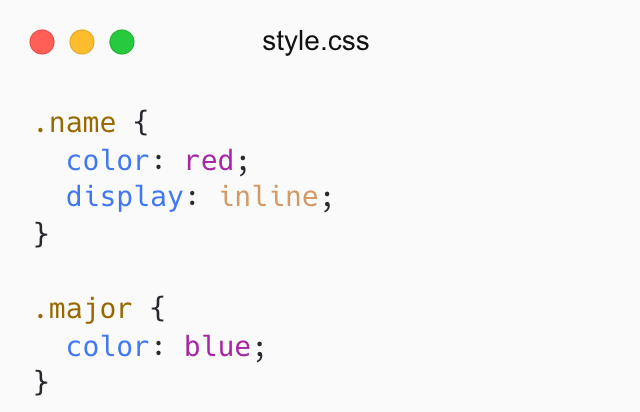 style.css
.name {
  color: red;
  display: inline;
}

.major {
  color: blue;
}